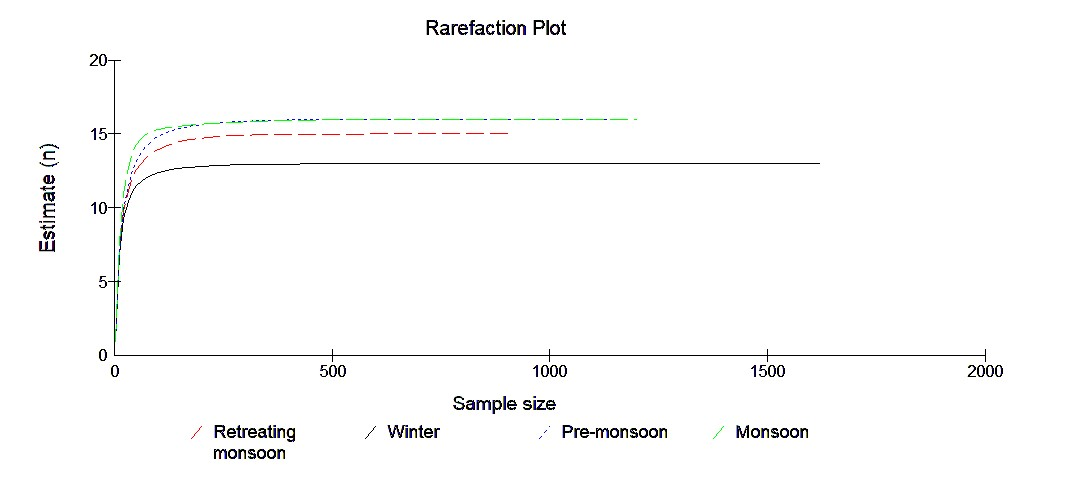 Rarefaction Plot
20
15
10
5
0
Estimate (n)
0 500 1000 1500 2000
Sample size
Retreating monsoon
Winter
Pre-monsoon
Monsoon